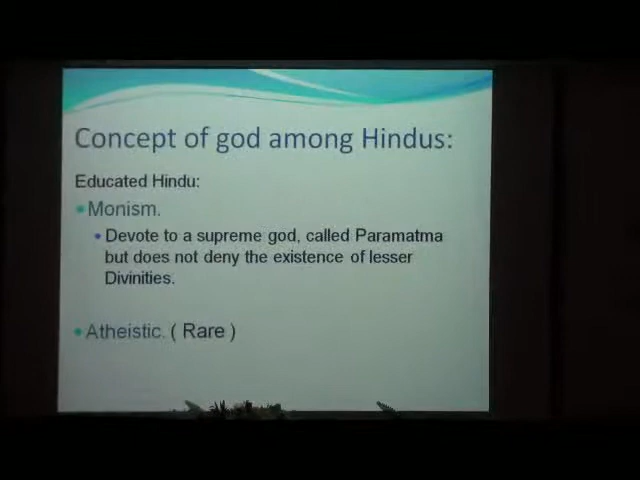 Concept of god among Hindus:
Educated Hindu:
Monism.
Devote to a supreme god, called Paramatma
but does not deny the existence of lesser
Divinities.
Atheistic. ( Rare )